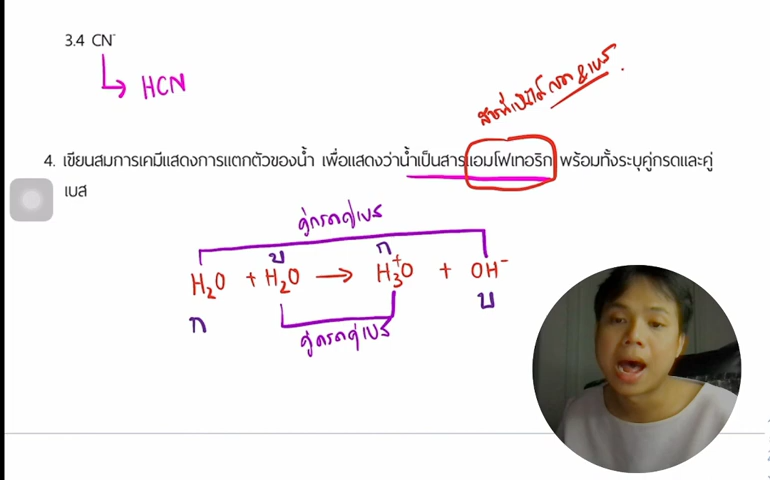 3.4 CN⁻
HCN
สารที่เป็นได้ กรด & เบส.
4. เขียนสมการเคมีแสดงการแตกตัวของน้ำ เพื่อแสดงว่าน้ำเป็นสารแอมโฟเทอริก พร้อมทั้งระบุคู่กรดและคู่
เบส
คู่กรดคู่เบส
บ ก
H₂O + H₂O → H₃O⁺ + OH⁻
ก บ
คู่กรดคู่เบส